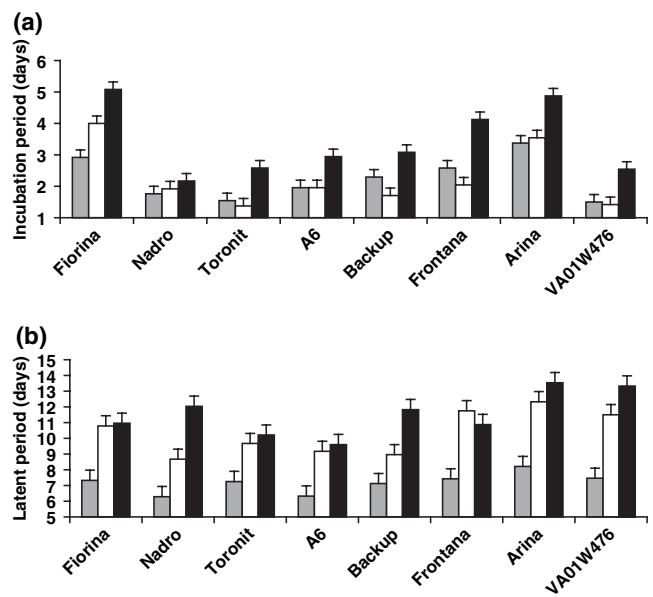 (a)
Incubation period (days)
6
5
4
3
2
1
Fiorina
Nadro
Toronit
A6
Backup
Frontana
Arina
VA01W476
(b)
Latent period (days)
15
14
13
12
11
10
9
8
7
6
5
Fiorina
Nadro
Toronit
A6
Backup
Frontana
Arina
VA01W476